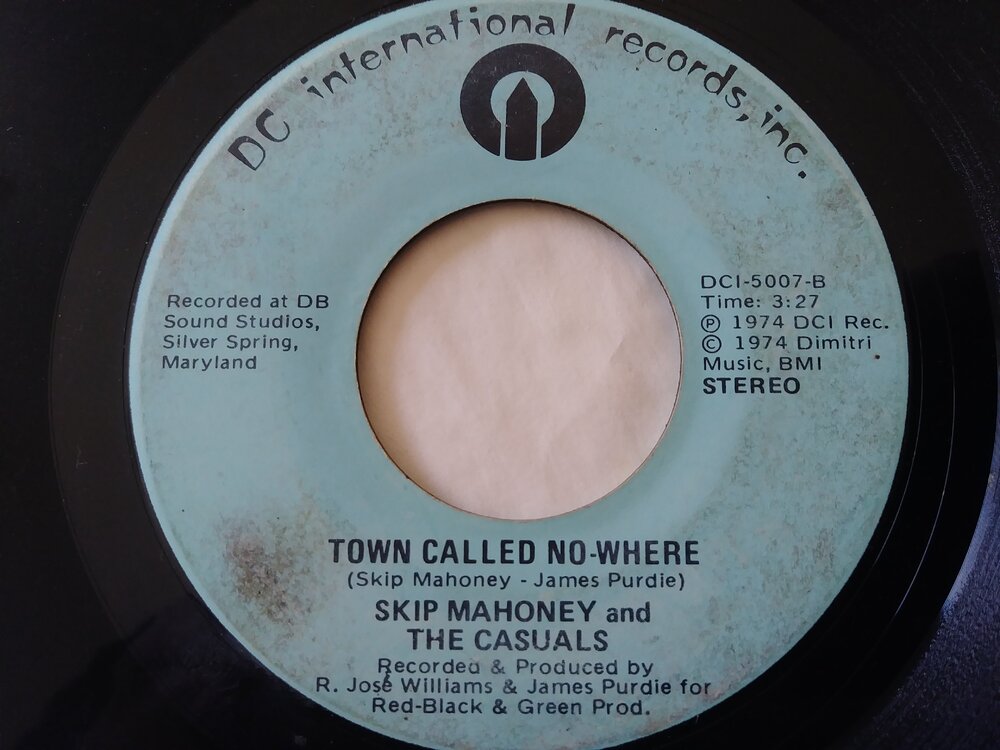 DC international records, inc.
Recorded at DB
Sound Studios,
Silver Spring,
Maryland
DCI-5007-B
Time: 3:27
Ⓟ 1974 DCI Rec.
© 1974 Dimitri
Music, BMI
STEREO
TOWN CALLED NO-WHERE
(Skip Mahoney - James Purdie)
SKIP MAHONEY and
THE CASUALS
Recorded & Produced by
R. José Williams & James Purdie for
Red-Black & Green Prod.